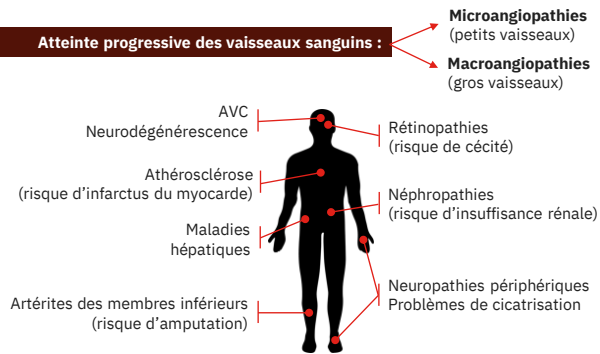 Atteinte progressive des vaisseaux sanguins :
Microangiopathies
(petits vaisseaux)
Macroangiopathies
(gros vaisseaux)
AVC
Neurodégénérescence
Rétinopathies
(risque de cécité)
Athérosclérose
(risque d'infarctus du myocarde)
Néphropathies
(risque d'insuffisance rénale)
Maladies
hépatiques
Neuropathies périphériques
Problèmes de cicatrisation
Artérites des membres inférieurs
(risque d'amputation)